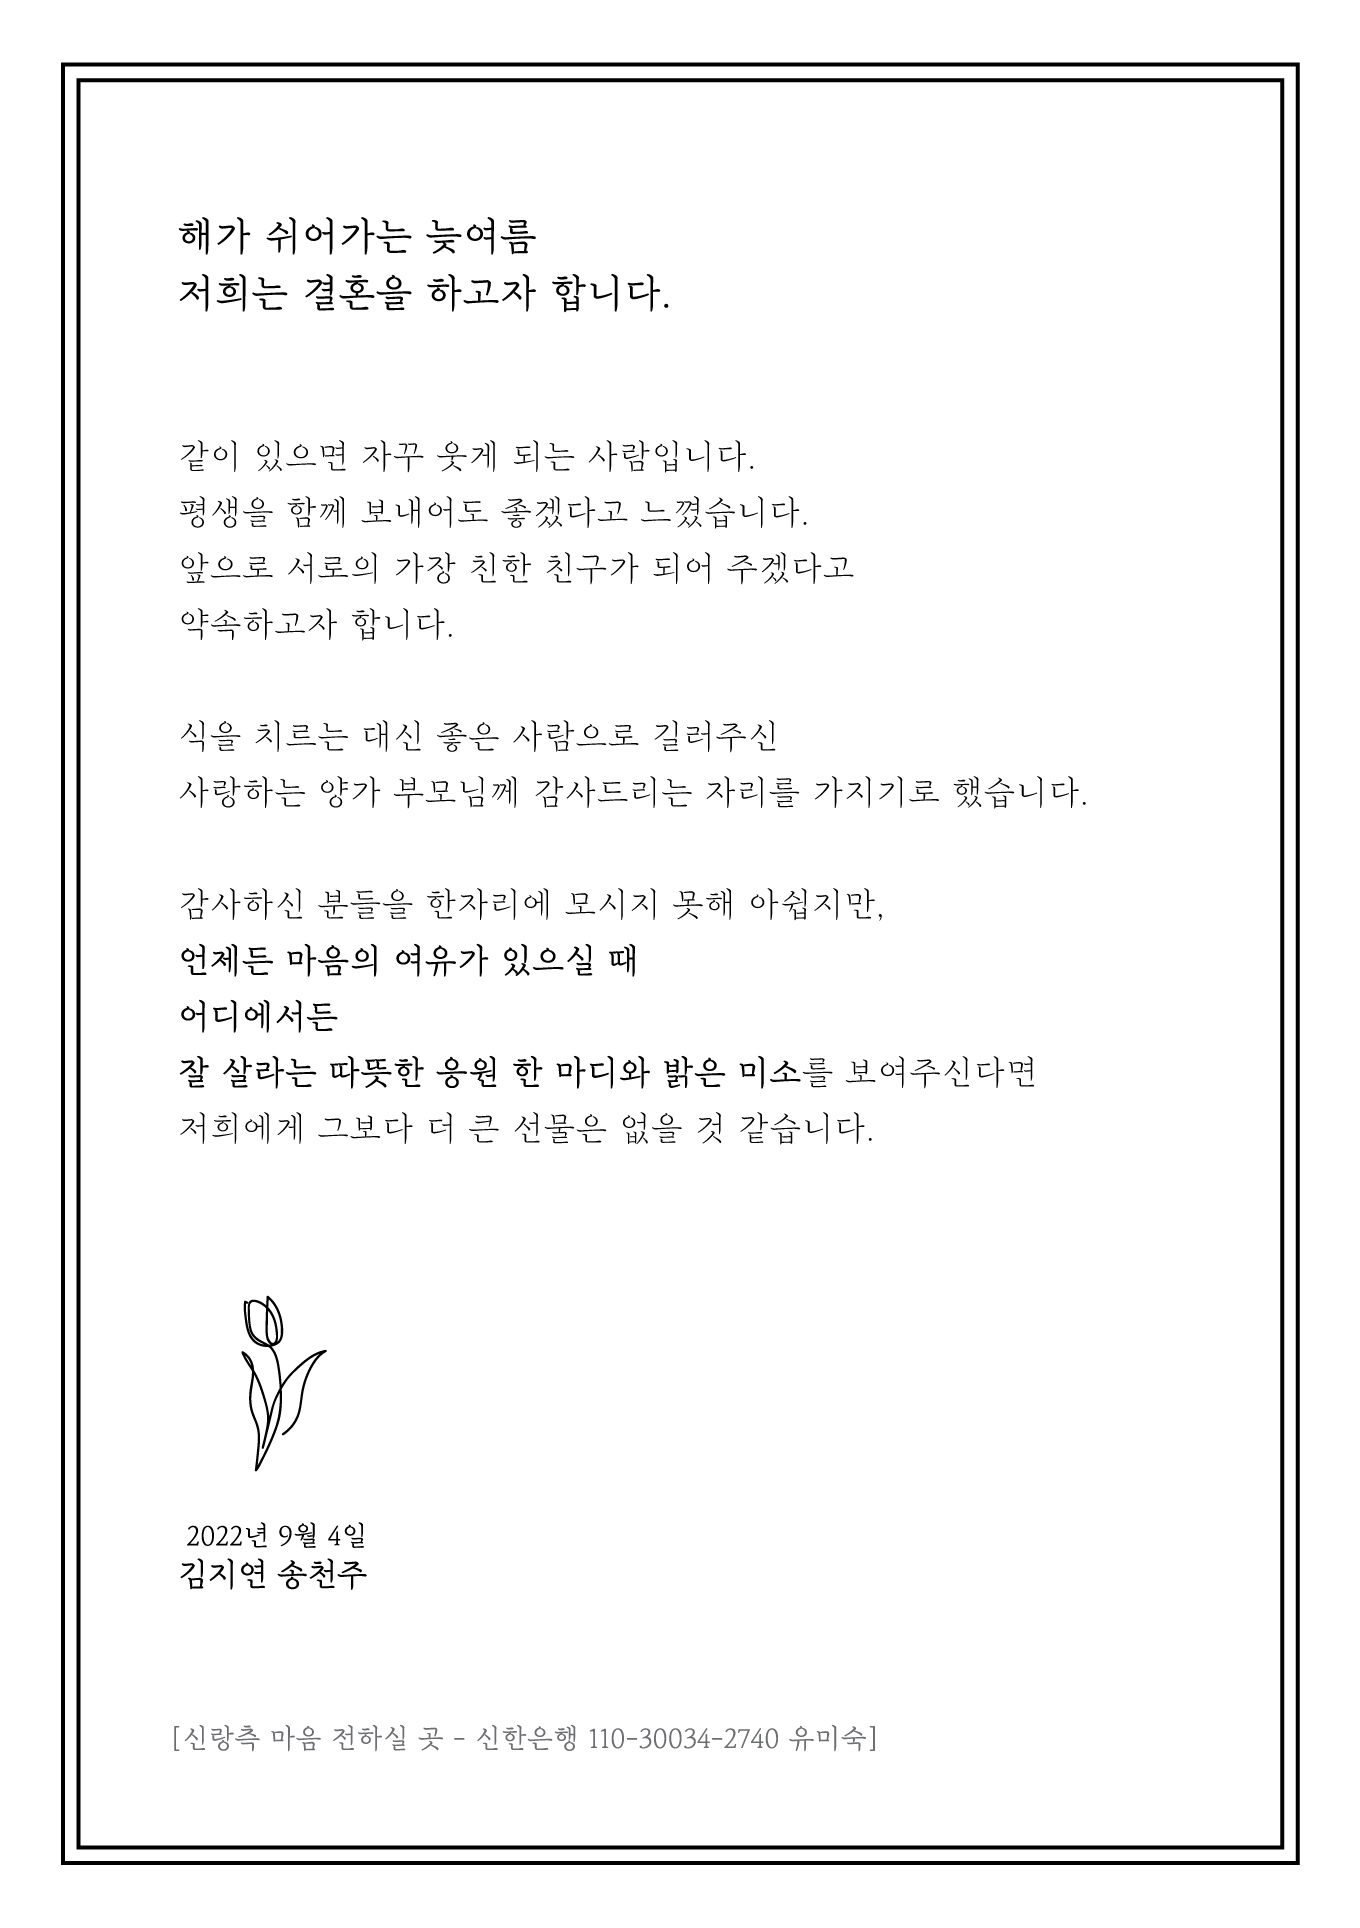 해가 쉬어가는 늦여름
저희는 결혼을 하고자 합니다.
같이 있으면 자꾸 웃게 되는 사람입니다.
평생을 함께 보내어도 좋겠다고 느꼈습니다.
앞으로 서로의 가장 친한 친구가 되어 주겠다고
약속하고자 합니다.
식을 치르는 대신 좋은 사람으로 길러주신
사랑하는 양가 부모님께 감사드리는 자리를 가지기로 했습니다.
감사하신 분들을 한자리에 모시지 못해 아쉽지만,
언제든 마음의 여유가 있으실 때
어디에서든
잘 살라는 따뜻한 응원 한 마디와 밝은 미소를 보여주신다면
저희에게 그보다 더 큰 선물은 없을 것 같습니다.
2022년 9월 4일
김지연 송천주
[신랑측 마음 전하실 곳 - 신한은행 110-30034-2740 유미숙]